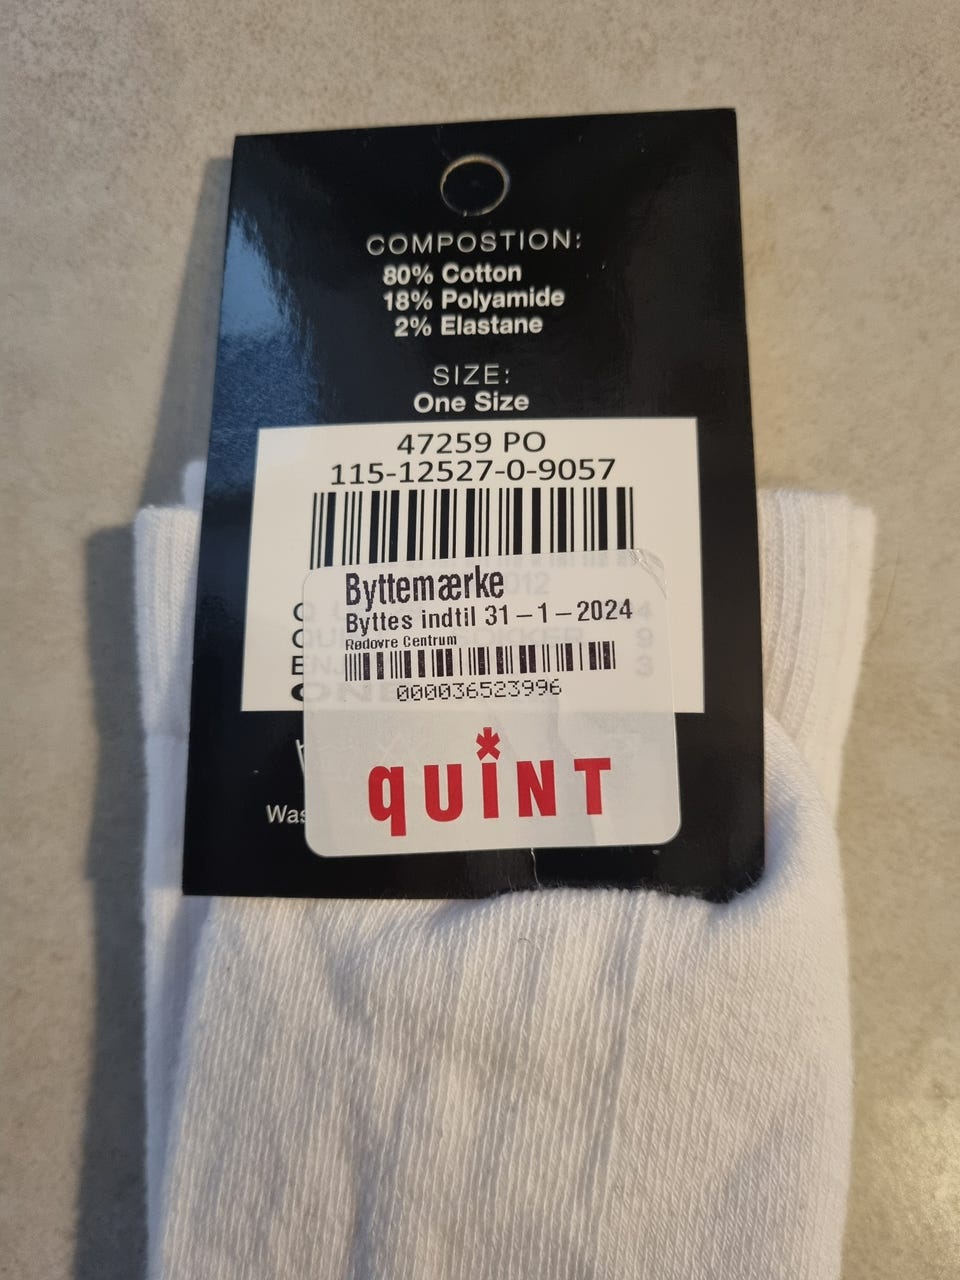 COMPOSTION:
80% Cotton
18% Polyamide
2% Elastane
SIZE:
One Size
47259 PO
115-12527-0-9057
Byttemærke
Byttes indtil 31-1-2024
Rødovre Centrum
000036523996
QUINT
Was